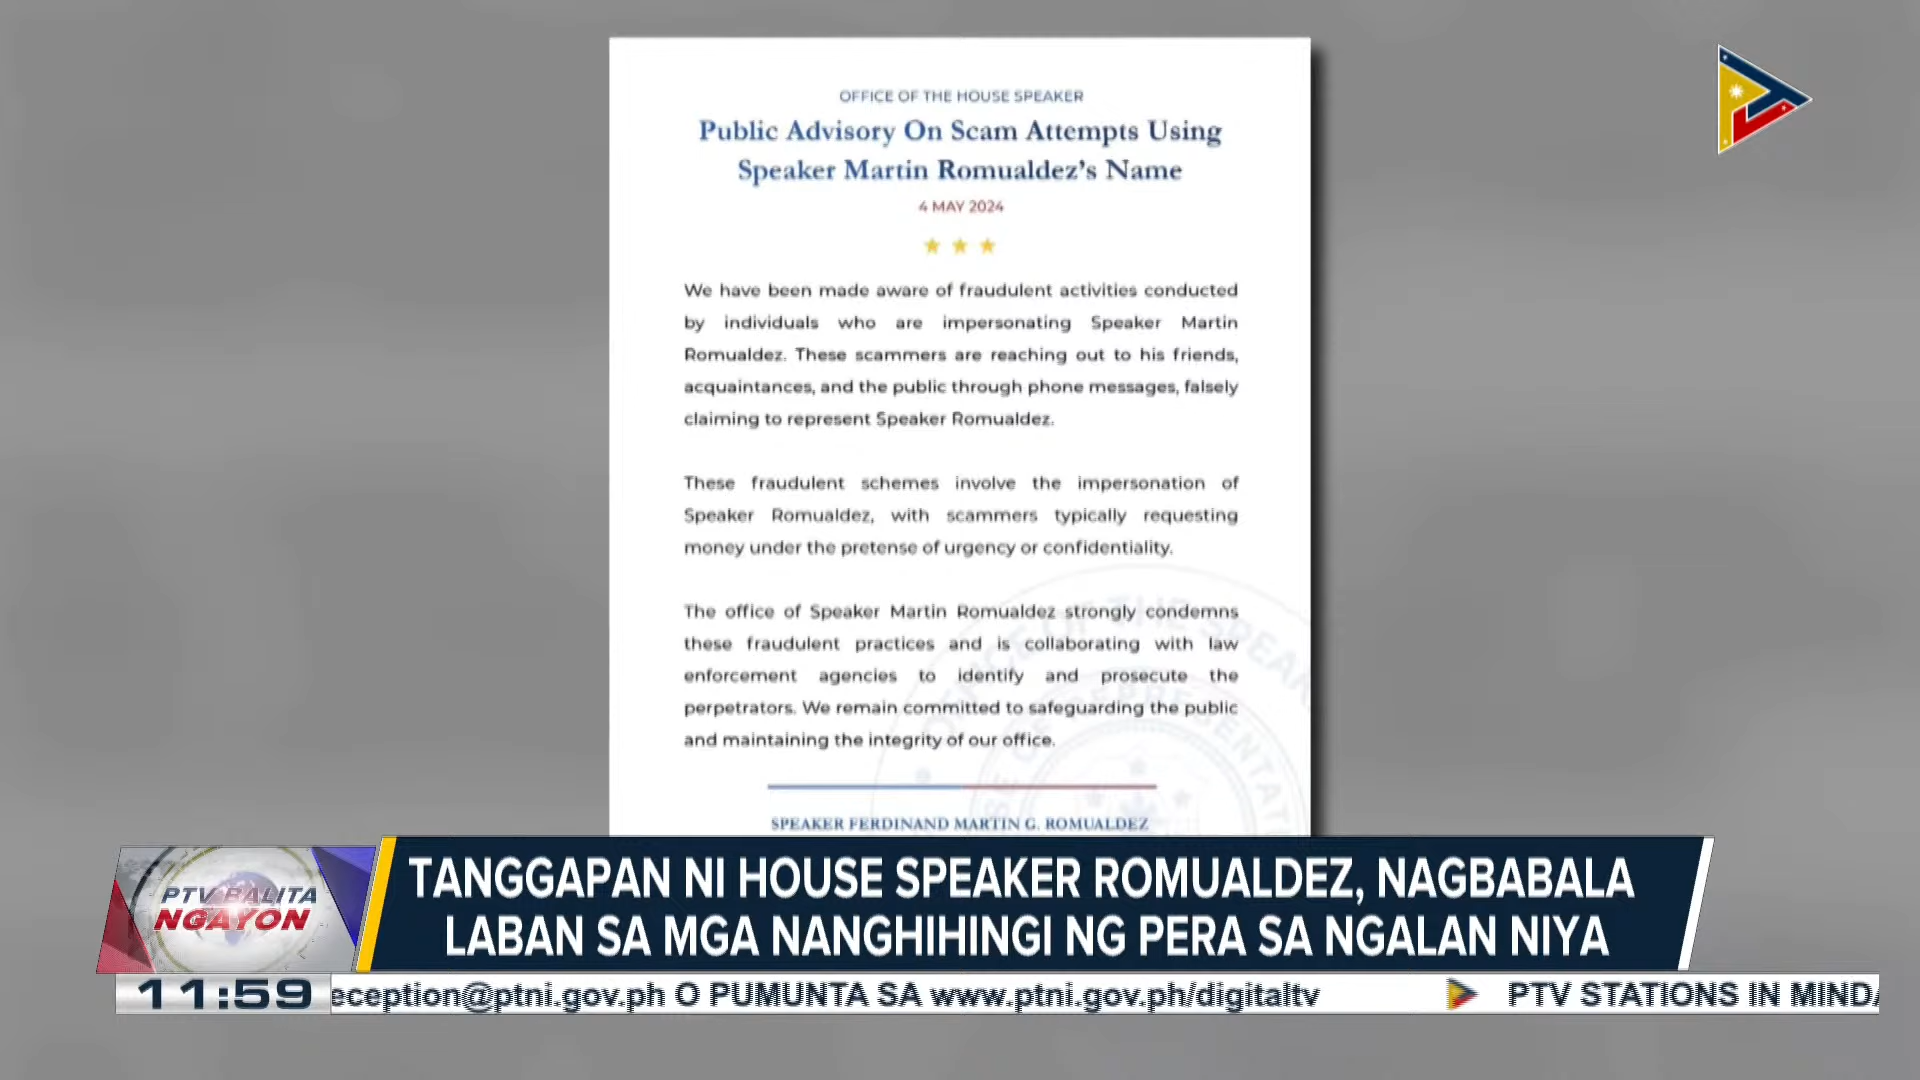 OFFICE OF THE HOUSE SPEAKER
Public Advisory On Scam Attempts Using
Speaker Martin Romualdez's Name
4 MAY 2024
We have been made aware of fraudulent activities conducted
by individuals who are impersonating Speaker Martin
Romualdez. These scammers are reaching out to his friends,
acquaintances, and the public through phone messages, falsely
claiming to represent Speaker Romualdez.
These fraudulent schemes involve the impersonation of
Speaker Romualdez, with scammers typically requesting
money under the pretense of urgency or confidentiality.
The office of Speaker Martin Romualdez strongly condemns
these fraudulent practices and is collaborating with law
enforcement agencies to identify and prosecute the
perpetrators. We remain committed to safeguarding the public
and maintaining the integrity of our office.
SPEAKER FERDINAND MARTIN G. ROMUALDEZ
PTV BALITA
NGAYON
TANGGAPAN NI HOUSE SPEAKER ROMUALDEZ, NAGBABALA
LABAN SA MGA NANGHIHINGI NG PERA SA NGALAN NIYA
11:59
eception@ptni.gov.ph O PUMUNTA SA www.ptni.gov.ph/digitaltv
PTV STATIONS IN MINDA